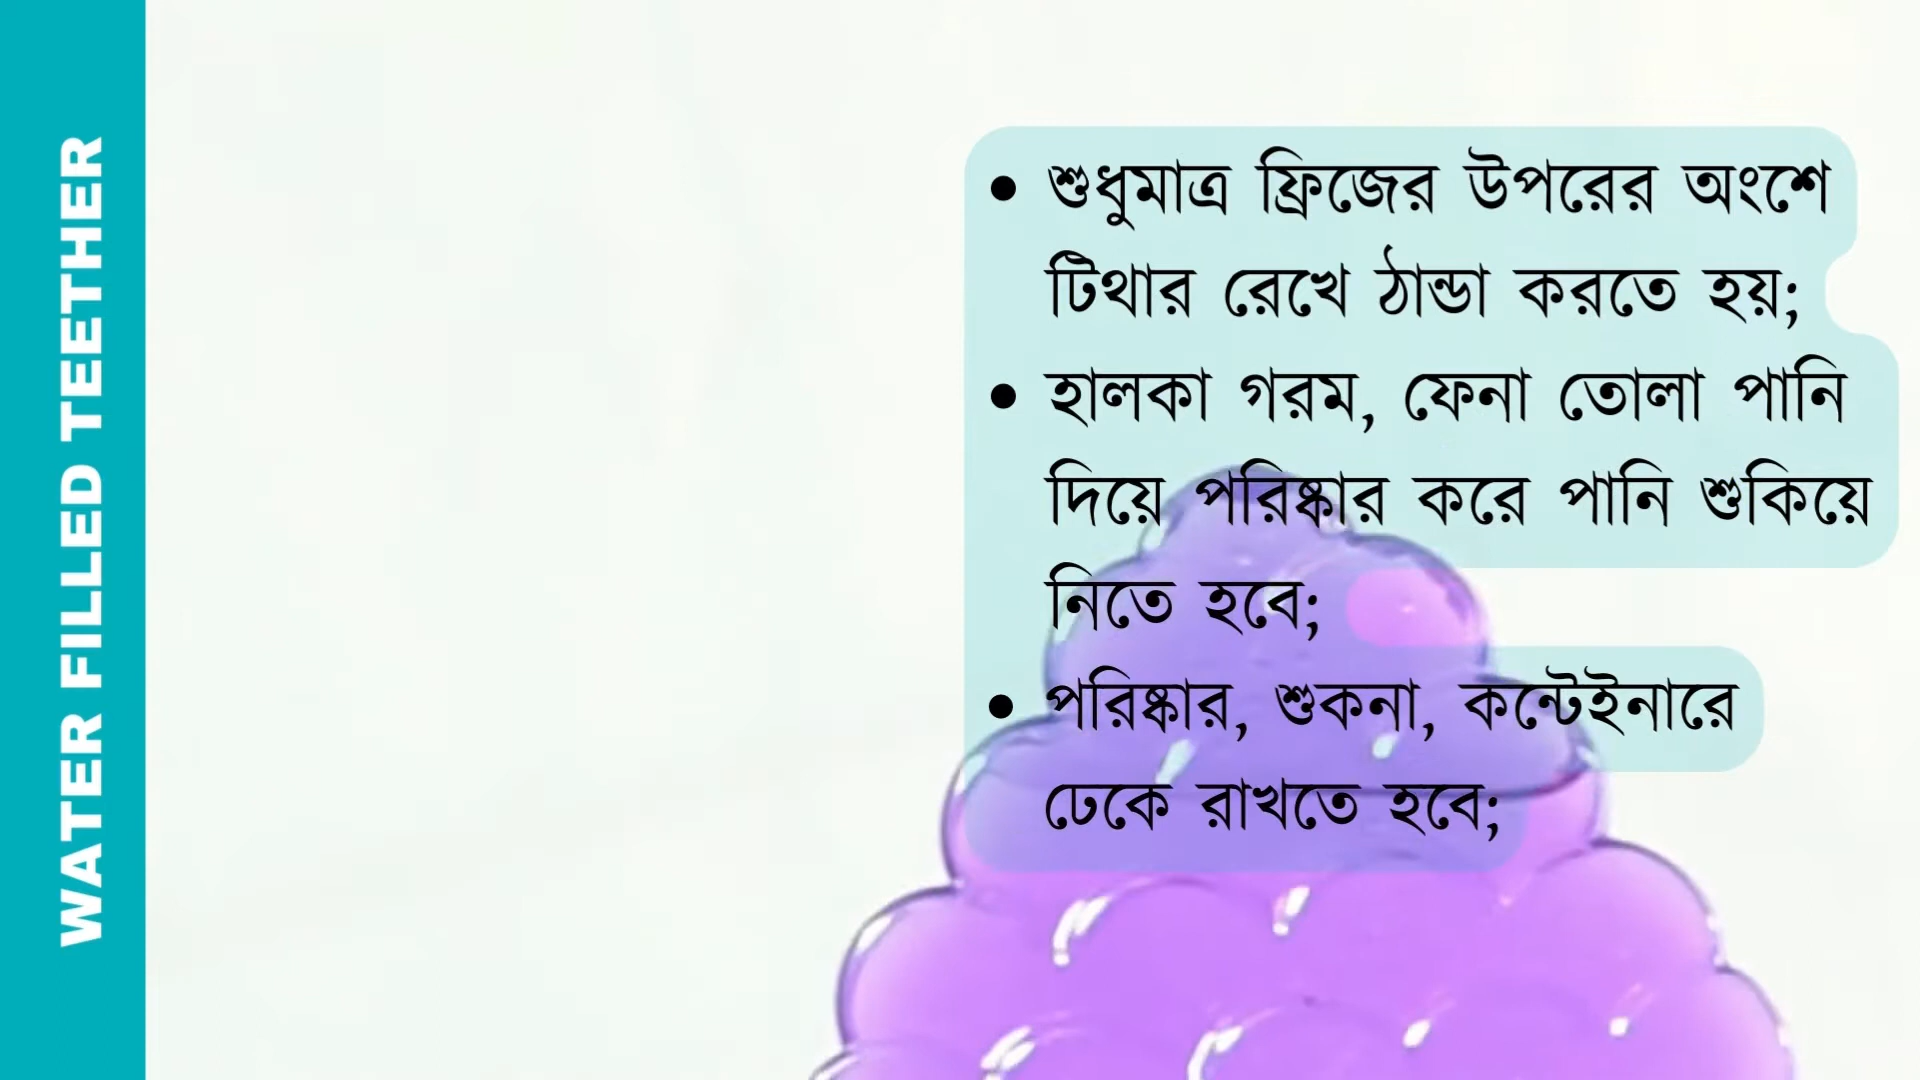 WATER FILLED TEETHER
• শুধুমাত্র ফ্রিজের উপরের অংশে
টিথার রেখে ঠান্ডা করতে হয়;
• হালকা গরম, ফেনা তোলা পানি
দিয়ে পরিষ্কার করে পানি শুকিয়ে
নিতে হবে;
• পরিষ্কার, শুকনা, কন্টেইনারে
ঢেকে রাখতে হবে;